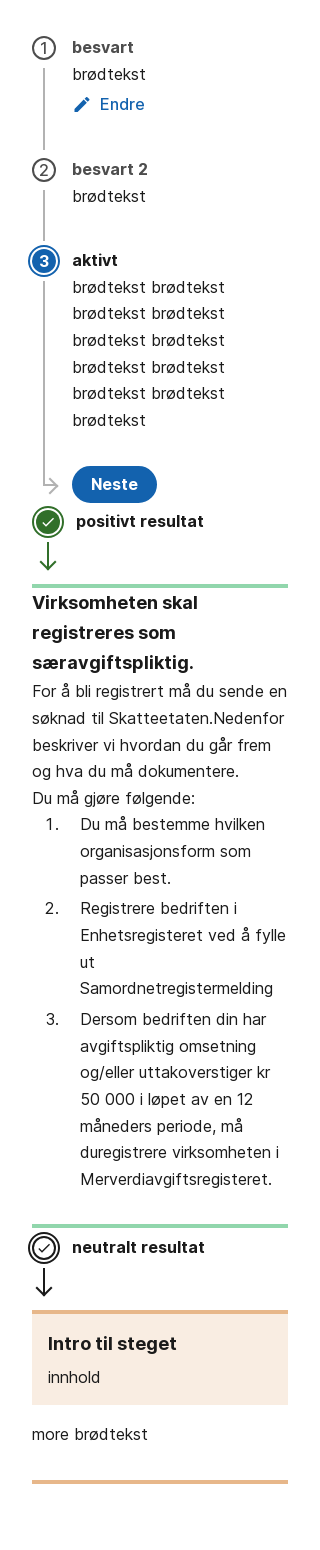 1 besvart
brødtekst
Endre
2 besvart 2
brødtekst
3 aktivt
brødtekst brødtekst
brødtekst brødtekst
brødtekst brødtekst
brødtekst brødtekst
brødtekst brødtekst
brødtekst
Neste
positivt resultat
Virksomheten skal
registreres som
særavgiftspliktig.
For å bli registrert må du sende en
søknad til Skatteetaten.Nedenfor
beskriver vi hvordan du går frem
og hva du må dokumentere.
Du må gjøre følgende:
1. Du må bestemme hvilken
organisasjonsform som
passer best.
2. Registrere bedriften i
Enhetsregisteret ved å fylle
ut
Samordnetregistermelding
3. Dersom bedriften din har
avgiftspliktig omsetning
og/eller uttakoverstiger kr
50 000 i løpet av en 12
måneders periode, må
duregistrere virksomheten i
Merverdiavgiftsregisteret.
neutralt resultat
Intro til steget
innhold
more brødtekst